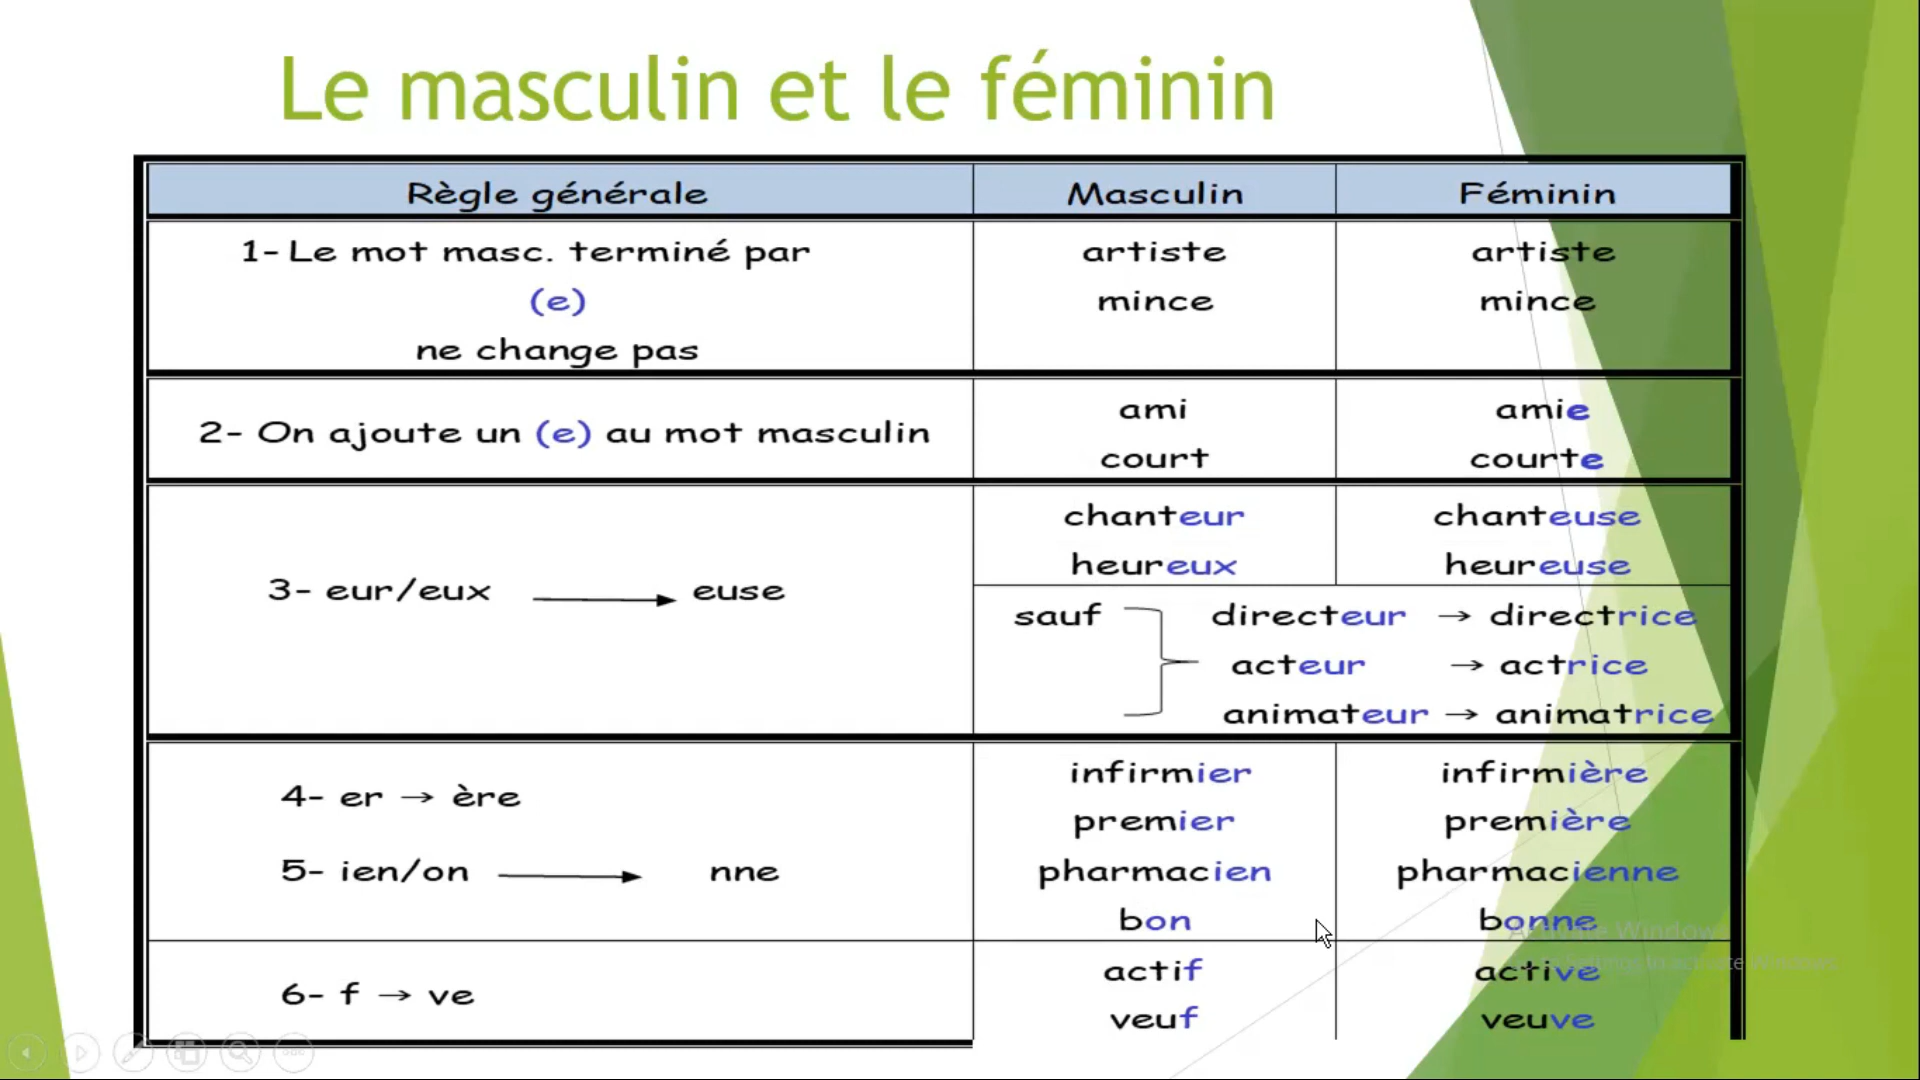 Le masculin et le féminin
Règle générale Masculin Féminin
1- Le mot masc. terminé par artiste artiste
(e) mince mince
ne change pas
ami amie
2- On ajoute un (e) au mot masculin
court courte
chanteur chanteuse
heureux heureuse
3- eur/eux → euse
sauf directeur → directrice
acteur → actrice
animateur → animatrice
infirmier infirmière
4- er → ère
premier première
5- ien/on → nne pharmacien pharmacienne
bon bonne
actif active
6- f → ve
veuf veuve